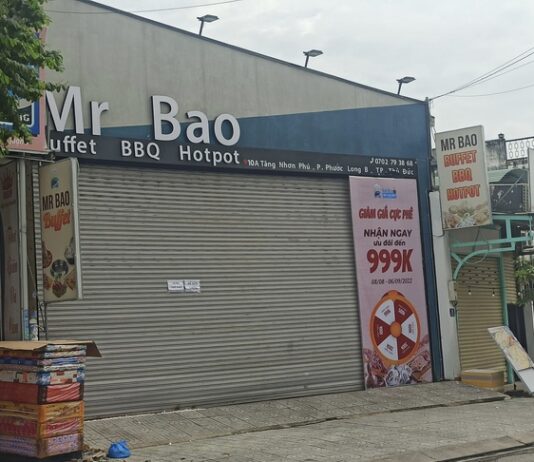 Mr Bao
Buffet BBQ Hotpot
10A Tăng Nhơn Phú , P. Phước Long B , TP. Thủ Đức
0702 79 38 68
MR BAO
Buffet
GIẢM GIÁ CỰC PHÊ
NHẬN NGAY
ưu đãi đến
999K
MR BAO
BUFFET
BBQ
HOTPOT